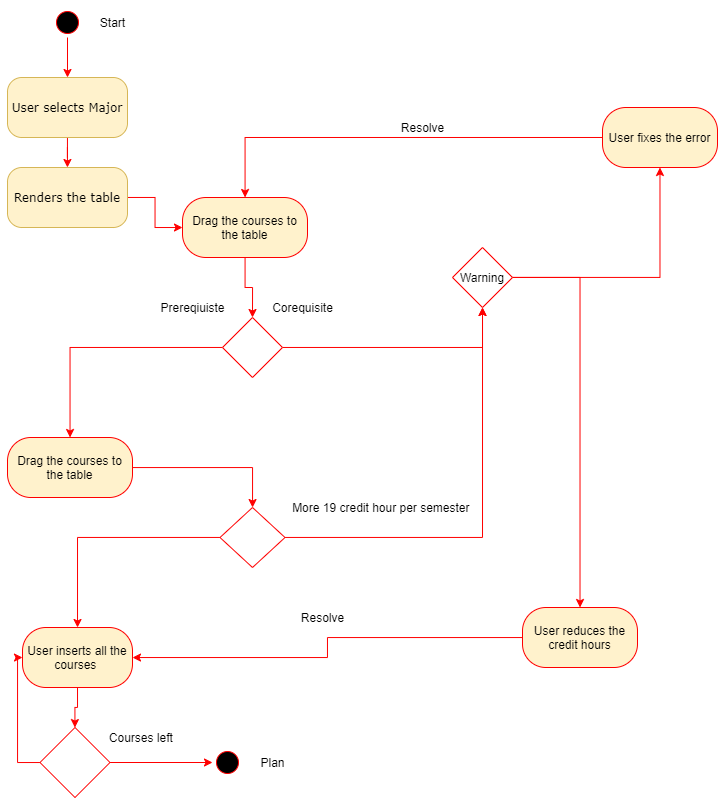 Start
User selects Major
Resolve
User fixes the error
Renders the table
Drag the courses to
the table
Warning
Prereqiuiste
Corequisite
Drag the courses to
the table
More 19 credit hour per semester
Resolve
User reduces the
credit hours
User inserts all the
courses
Courses left
Plan